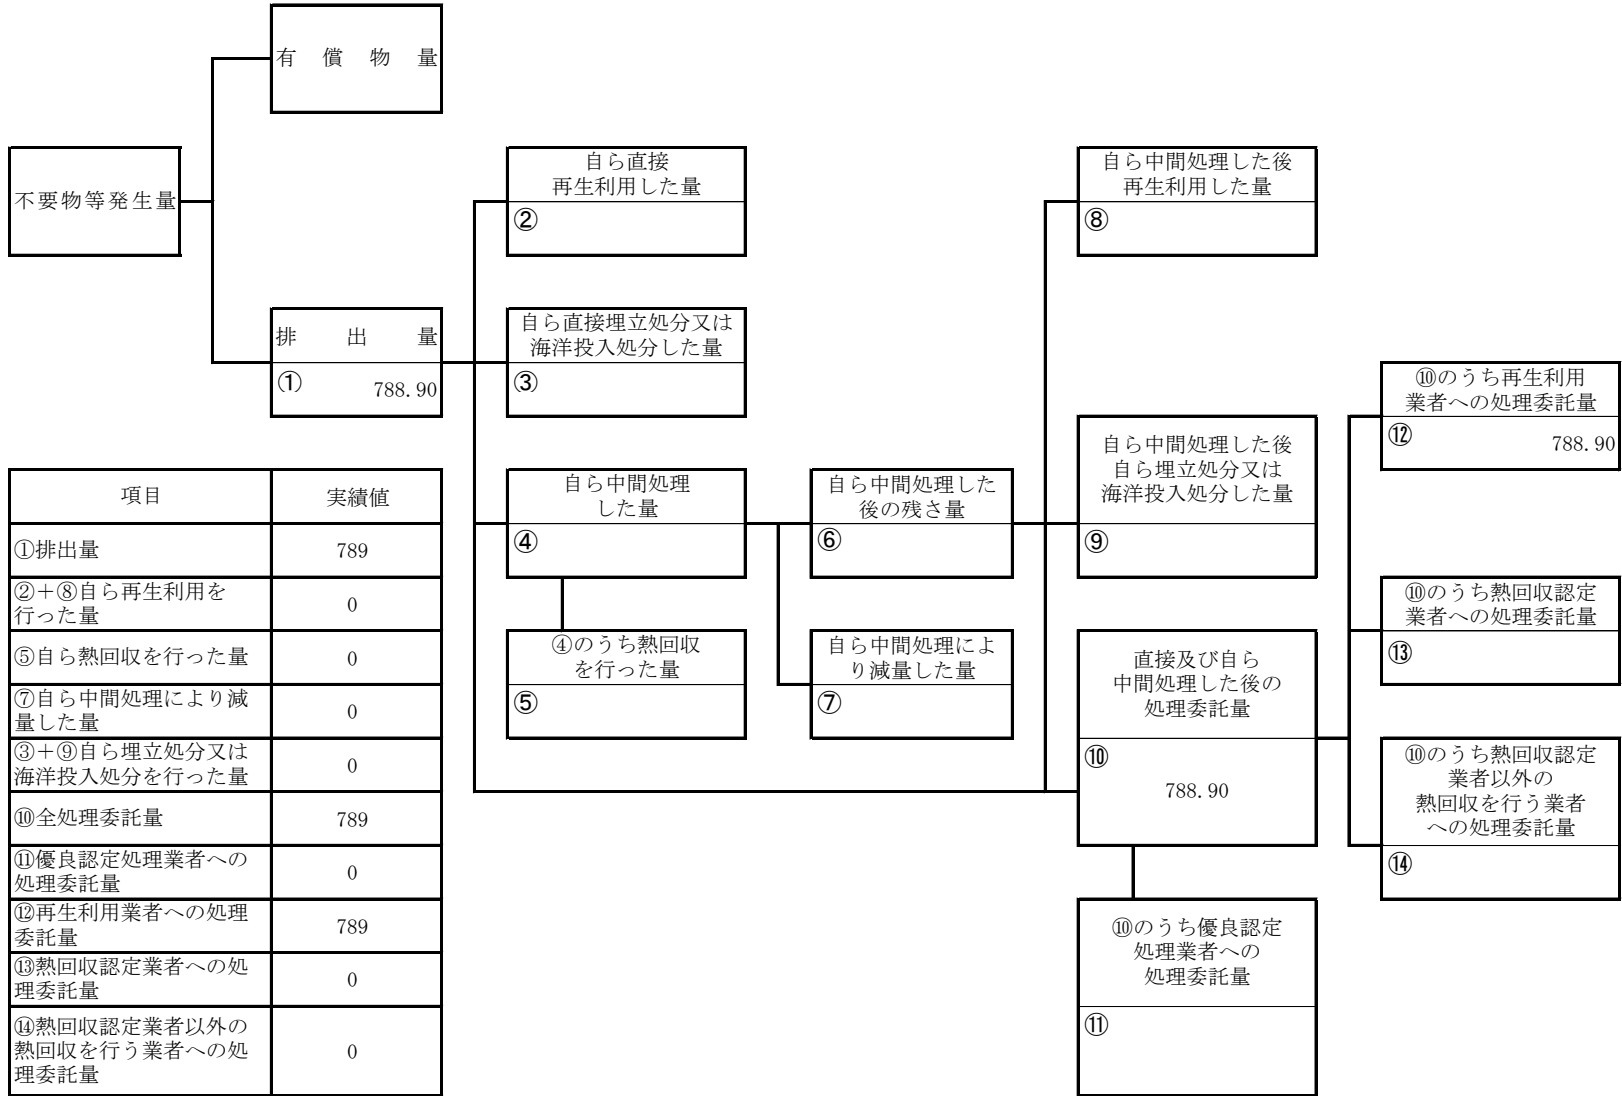 有償物量
不要物等発生量
排出量
① 788.90
自ら直接
再生利用した量
②
自ら直接埋立処分又は
海洋投入処分した量
③
自ら中間処理
した量
④
④のうち熱回収
を行った量
⑤
自ら中間処理した
後の残さ量
⑥
自ら中間処理によ
り減量した量
⑦
自ら中間処理した後
再生利用した量
⑧
自ら中間処理した後
自ら埋立処分又は
海洋投入処分した量
⑨
直接及び自ら
中間処理した後の
処理委託量
⑩
788.90
⑩のうち優良認定
処理業者への
処理委託量
⑪
⑩のうち再生利用
業者への処理委託量
⑫ 788.90
⑩のうち熱回収認定
業者への処理委託量
⑬
⑩のうち熱回収認定
業者以外の
熱回収を行う業者
への処理委託量
⑭
項目 実績値
①排出量 789
②+⑧自ら再生利用を
行った量 0
⑤自ら熱回収を行った量 0
⑦自ら中間処理により減
量した量 0
③+⑨自ら埋立処分又は
海洋投入処分を行った量 0
⑩全処理委託量 789
⑪優良認定処理業者への
処理委託量 0
⑫再生利用業者への処理
委託量 789
⑬熱回収認定業者への処
理委託量 0
⑭熱回収認定業者以外の
熱回収を行う業者への処
理委託量 0